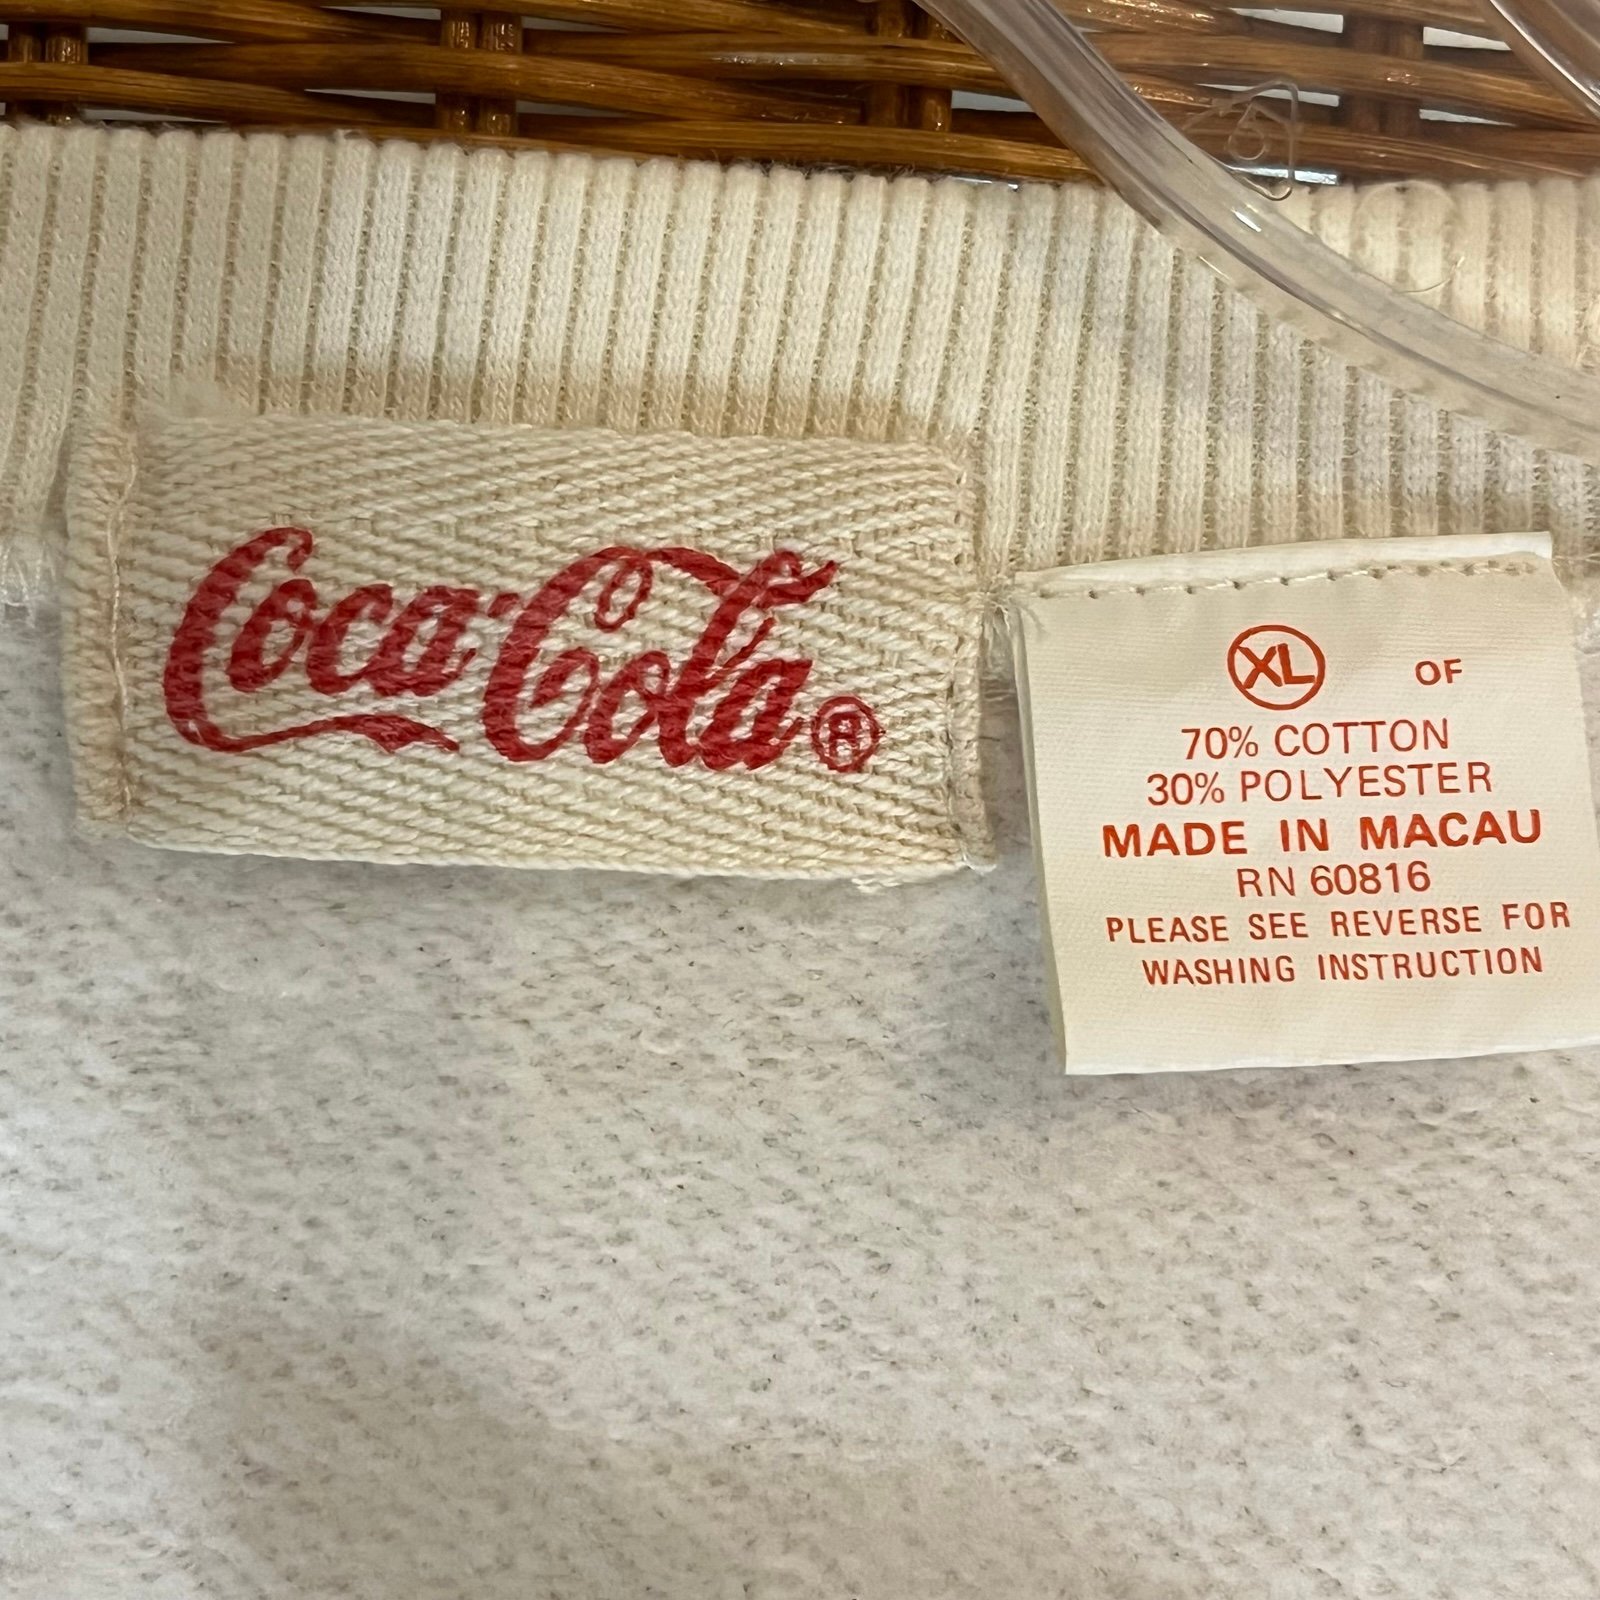 Coca-Cola®
XL OF
70% COTTON
30% POLYESTER
MADE IN MACAU
RN 60816
PLEASE SEE REVERSE FOR
WASHING INSTRUCTION